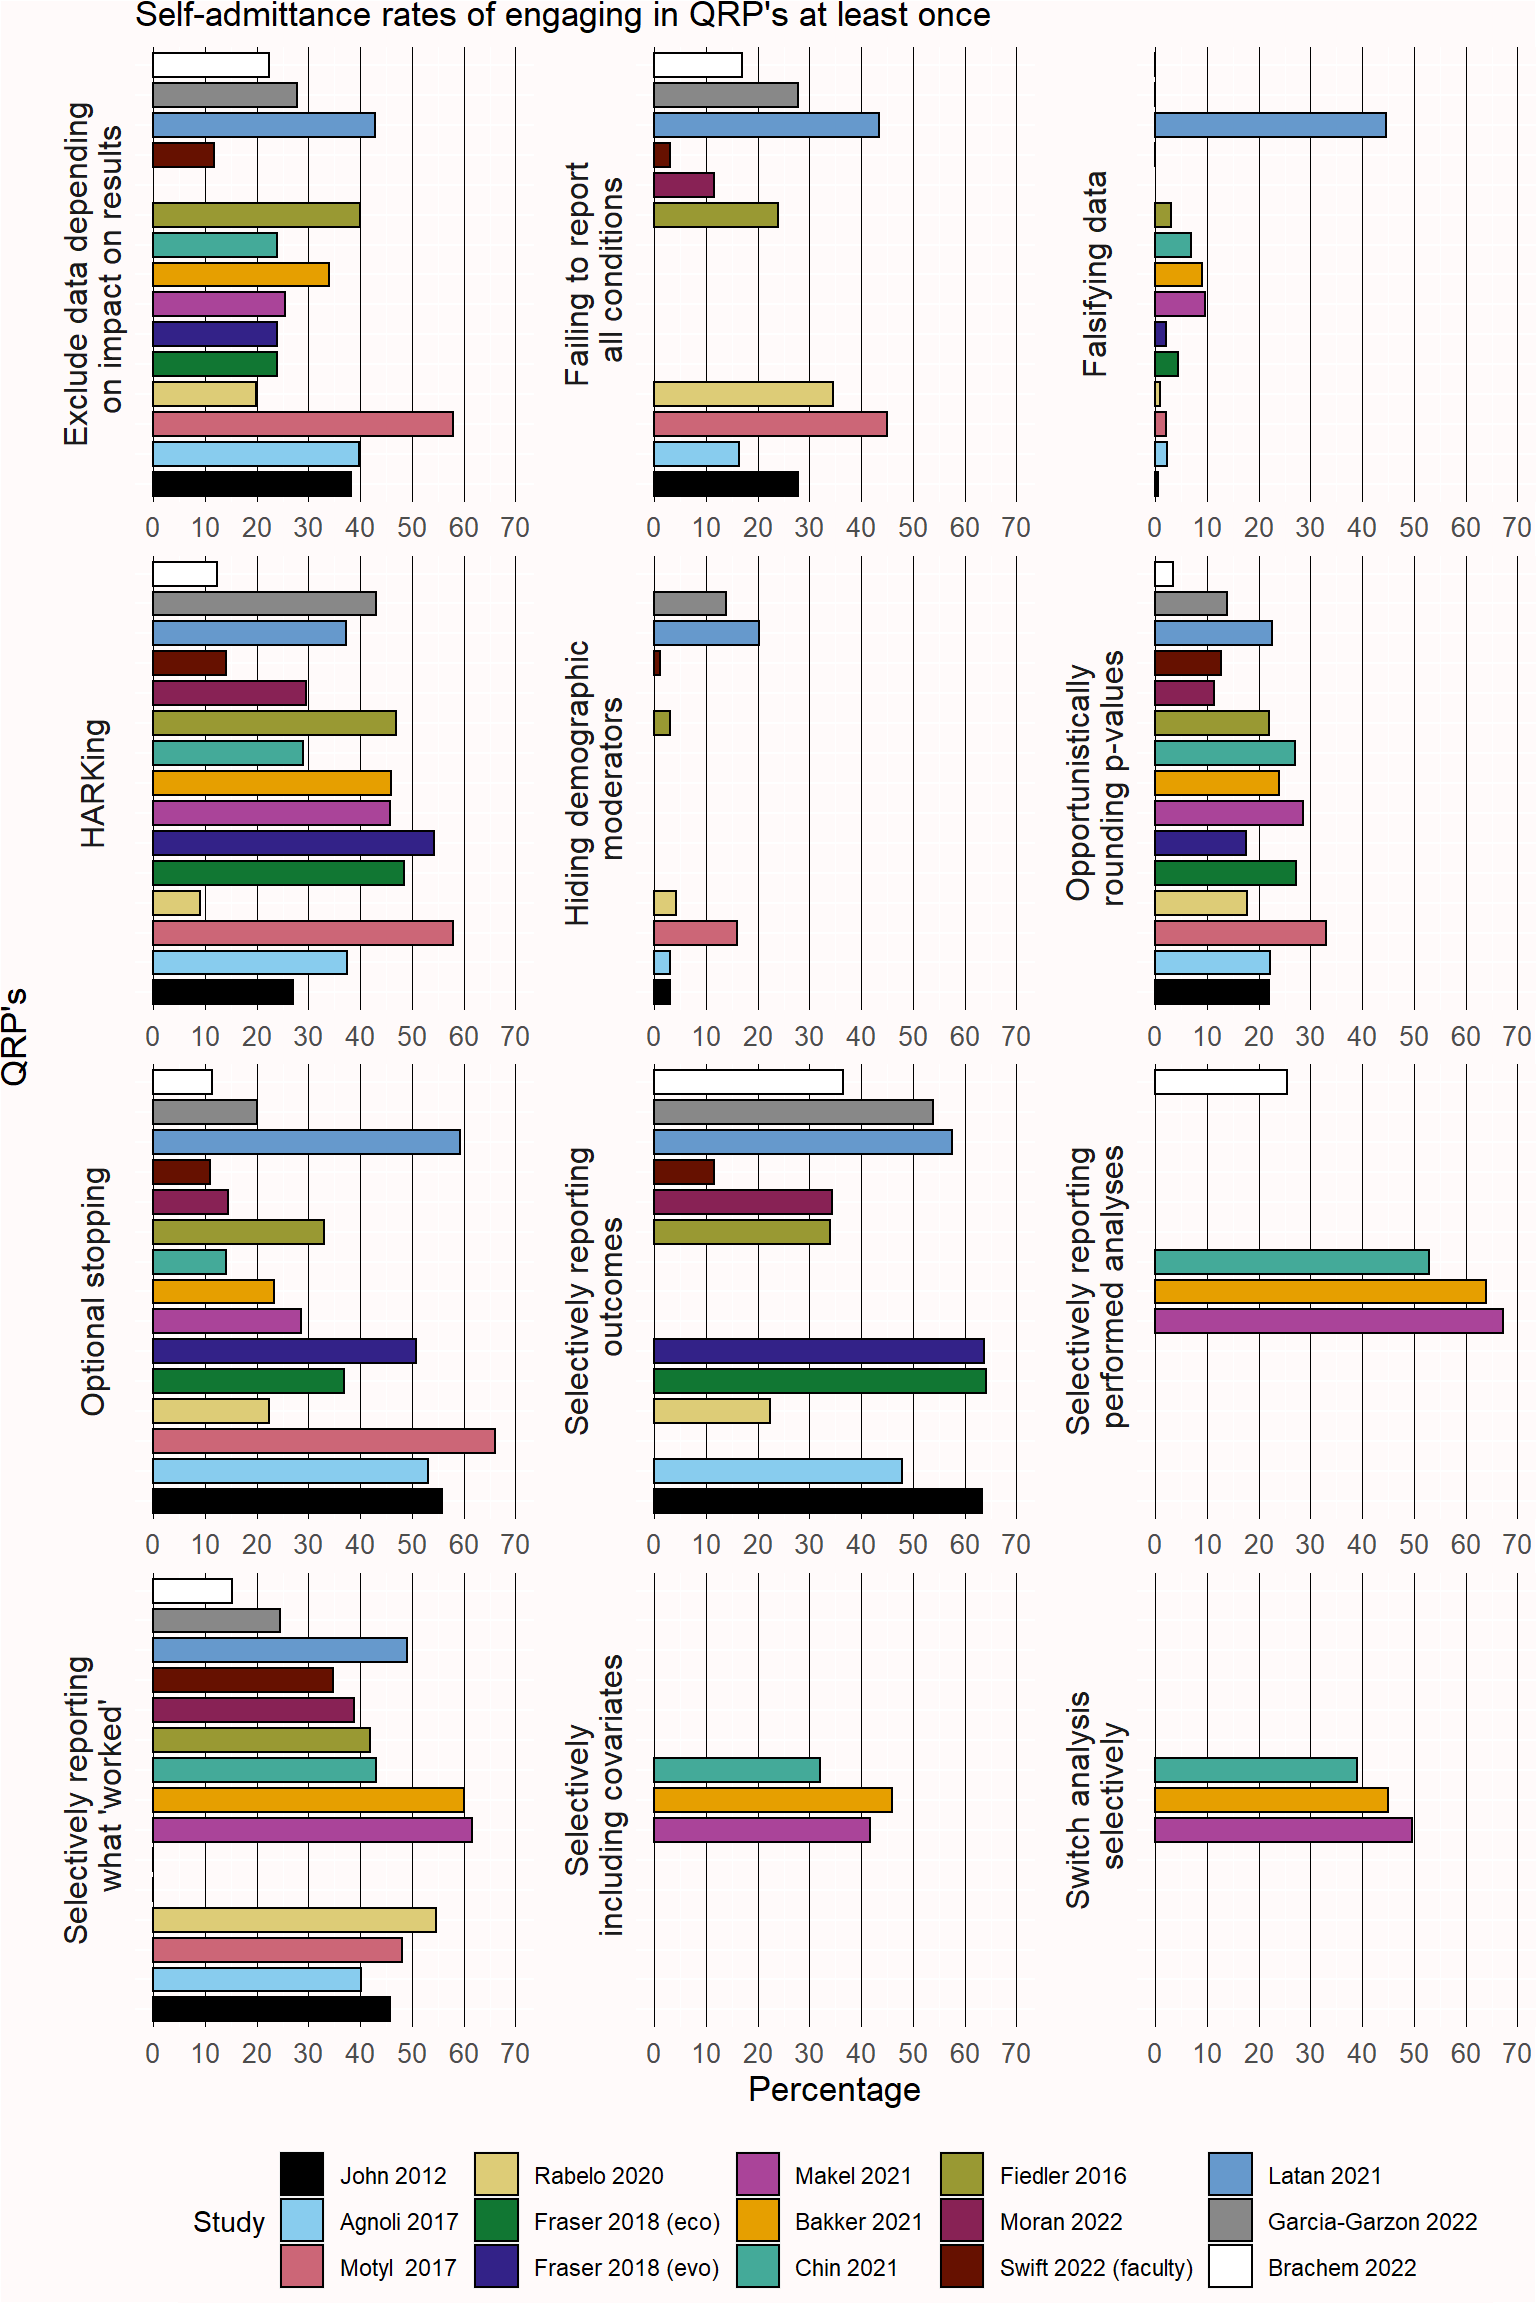 Self-admittance rates of engaging in QRP's at least once
Exclude data depending
on impact on results
0 10 20 30 40 50 60 70
Failing to report
all conditions
0 10 20 30 40 50 60 70
Falsifying data
0 10 20 30 40 50 60 70
HARKing
0 10 20 30 40 50 60 70
Hiding demographic
moderators
0 10 20 30 40 50 60 70
Opportunistically
rounding p-values
0 10 20 30 40 50 60 70
QRP's
Optional stopping
0 10 20 30 40 50 60 70
Selectively reporting
outcomes
0 10 20 30 40 50 60 70
Selectively reporting
performed analyses
0 10 20 30 40 50 60 70
Selectively reporting
what 'worked'
0 10 20 30 40 50 60 70
Selectively
including covariates
0 10 20 30 40 50 60 70
Switch analysis
selectively
0 10 20 30 40 50 60 70
Percentage
Study
John 2012
Agnoli 2017
Motyl  2017
Rabelo 2020
Fraser 2018 (eco)
Fraser 2018 (evo)
Makel 2021
Bakker 2021
Chin 2021
Fiedler 2016
Moran 2022
Swift 2022 (faculty)
Latan 2021
Garcia-Garzon 2022
Brachem 2022